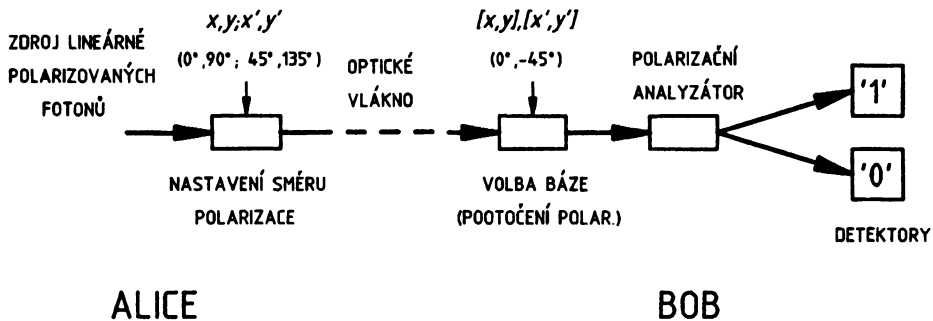 x,y;x′,y′
(0°,90°; 45°,135°)
ZDROJ LINEÁRNĚ
POLARIZOVANÝCH
FOTONŮ
NASTAVENÍ SMĚRU
POLARIZACE
OPTICKÉ
VLÁKNO
[x,y],[x′,y′]
(0°,-45°)
VOLBA BÁZE
(POOTOČENÍ POLAR.)
POLARIZAČNÍ
ANALYZÁTOR
'1'
'0'
DETEKTORY
ALICE
BOB